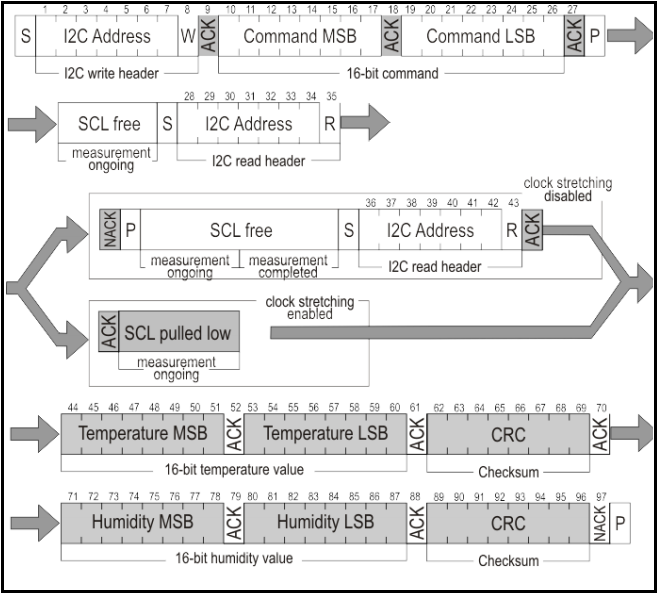 1 2 3 4 5 6 7 8 9 10 11 12 13 14 15 16 17 18 19 20 21 22 23 24 25 26 27
S I2C Address W ACK Command MSB ACK Command LSB ACK P
I2C write header 16-bit command
28 29 30 31 32 33 34 35
SCL free S I2C Address R
measurement
ongoing
I2C read header
clock stretching
disabled
36 37 38 39 40 41 42 43
NACK P SCL free S I2C Address R ACK
measurement
ongoing
measurement
completed
I2C read header
clock stretching
enabled
ACK SCL pulled low
measurement
ongoing
44 45 46 47 48 49 50 51 52 53 54 55 56 57 58 59 60 61 62 63 64 65 66 67 68 69 70
Temperature MSB ACK Temperature LSB ACK CRC ACK
16-bit temperature value Checksum
71 72 73 74 75 76 77 78 79 80 81 82 83 84 85 86 87 88 89 90 91 92 93 94 95 96 97
Humidity MSB ACK Humidity LSB ACK CRC NACK P
16-bit humidity value Checksum